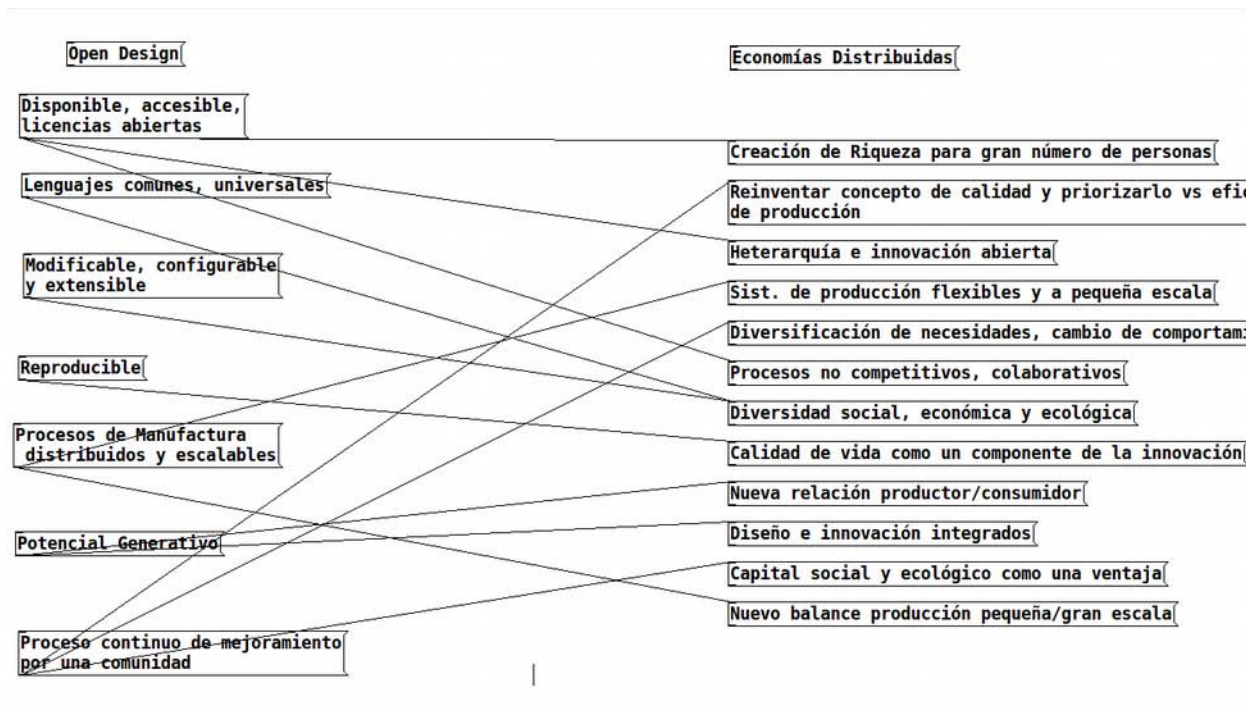 Open Design
Economías Distribuidas
Disponible, accesible,
licencias abiertas
Lenguajes comunes, universales
Modificable, configurable
y extensible
Reproducible
Procesos de Manufactura
distribuidos y escalables
Potencial Generativo
Proceso continuo de mejoramiento
por una comunidad
Creación de Riqueza para gran número de personas
Reinventar concepto de calidad y priorizarlo vs
de producción
Heterarquía e innovación abierta
Sist. de producción flexibles y a pequeña escala
Diversificación de necesidades, cambio de
Procesos no competitivos, colaborativos
Diversidad social, económica y ecológica
Calidad de vida como un componente de la innovación
Nueva relación productor/consumidor
Diseño e innovación integrados
Capital social y ecológico como una ventaja
Nuevo balance producción pequeña/gran escala